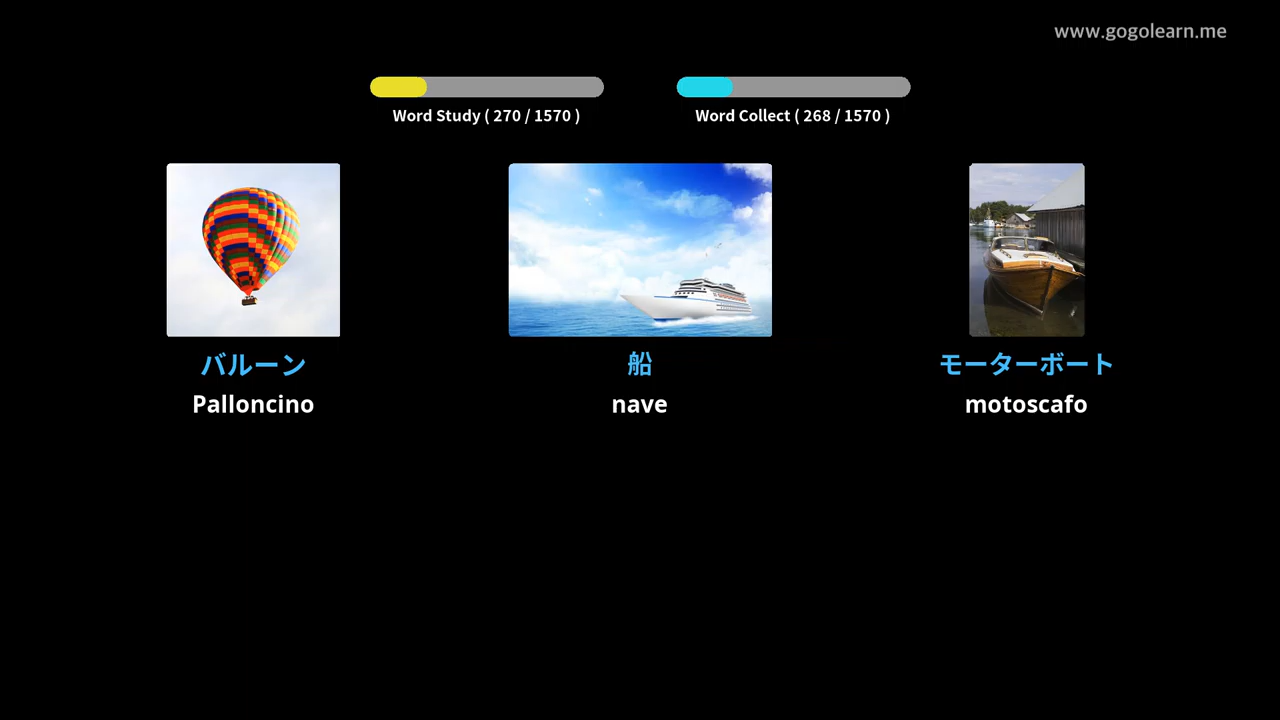 www.gogolearn.me
Word Study ( 270 / 1570 )
Word Collect ( 268 / 1570 )
バルーン
Palloncino
船
nave
モーターボート
motoscafo